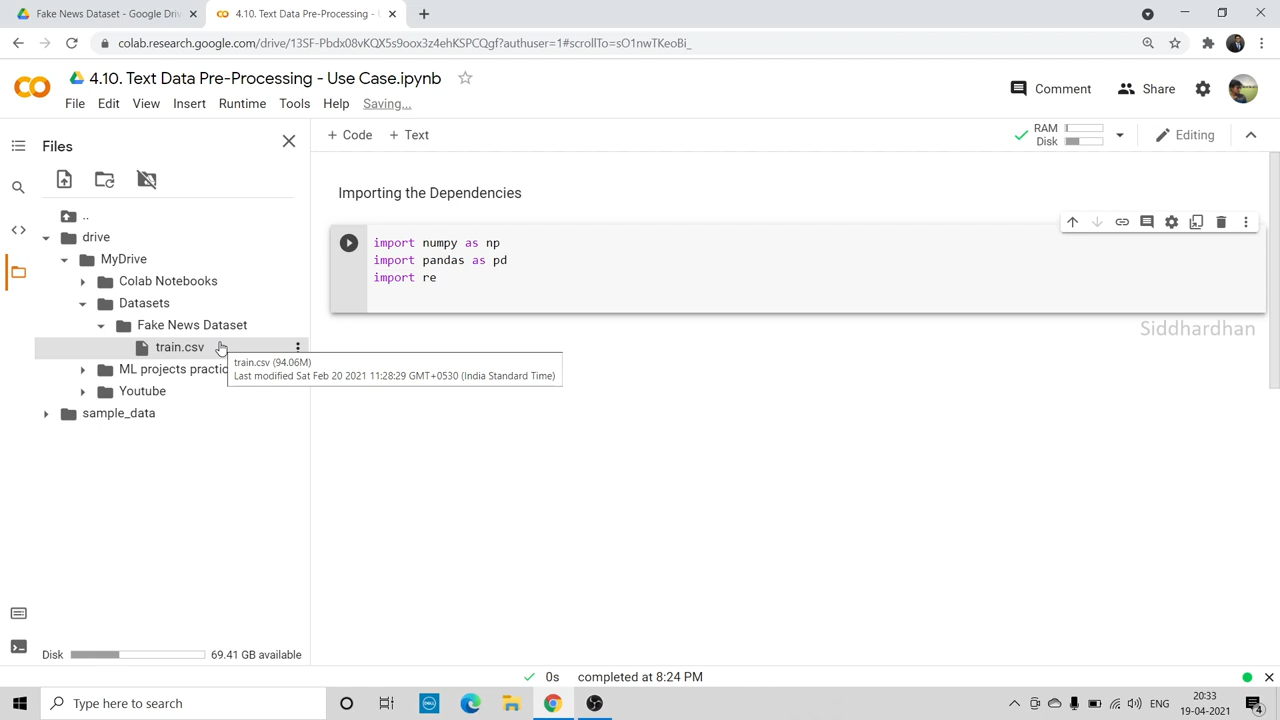 Fake News Dataset - Google Driv
4.10. Text Data Pre-Processing - U
colab.research.google.com/drive/13SF-Pbdx08vKQX5s9oox3z4ehKSPCQgf?authuser=1#scrollTo=sO1nwTKeoBi_
4.10. Text Data Pre-Processing - Use Case.ipynb
Comment
Share
File Edit View Insert Runtime Tools Help Saving...
Files
+ Code + Text
RAM
Disk
Editing
..
drive
MyDrive
Colab Notebooks
Datasets
Fake News Dataset
train.csv
train.csv (94.06M)
Last modified Sat Feb 20 2021 11:28:29 GMT+0530 (India Standard Time)
ML projects practic
Youtube
sample_data
Importing the Dependencies
import numpy as np
import pandas as pd
import re
Siddhardhan
Disk 69.41 GB available
0s completed at 8:24 PM
Type here to search
DELL
ENG
20:33
19-04-2021
4